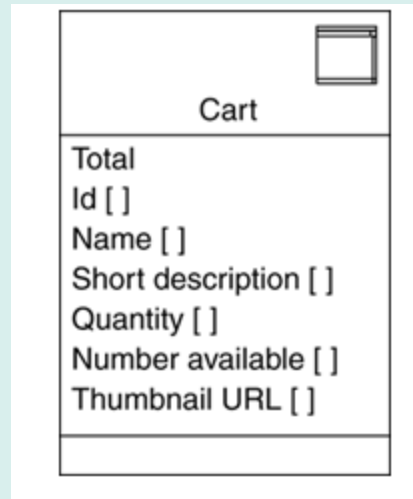 Cart
Total
Id [ ]
Name [ ]
Short description [ ]
Quantity [ ]
Number available [ ]
Thumbnail URL [ ]